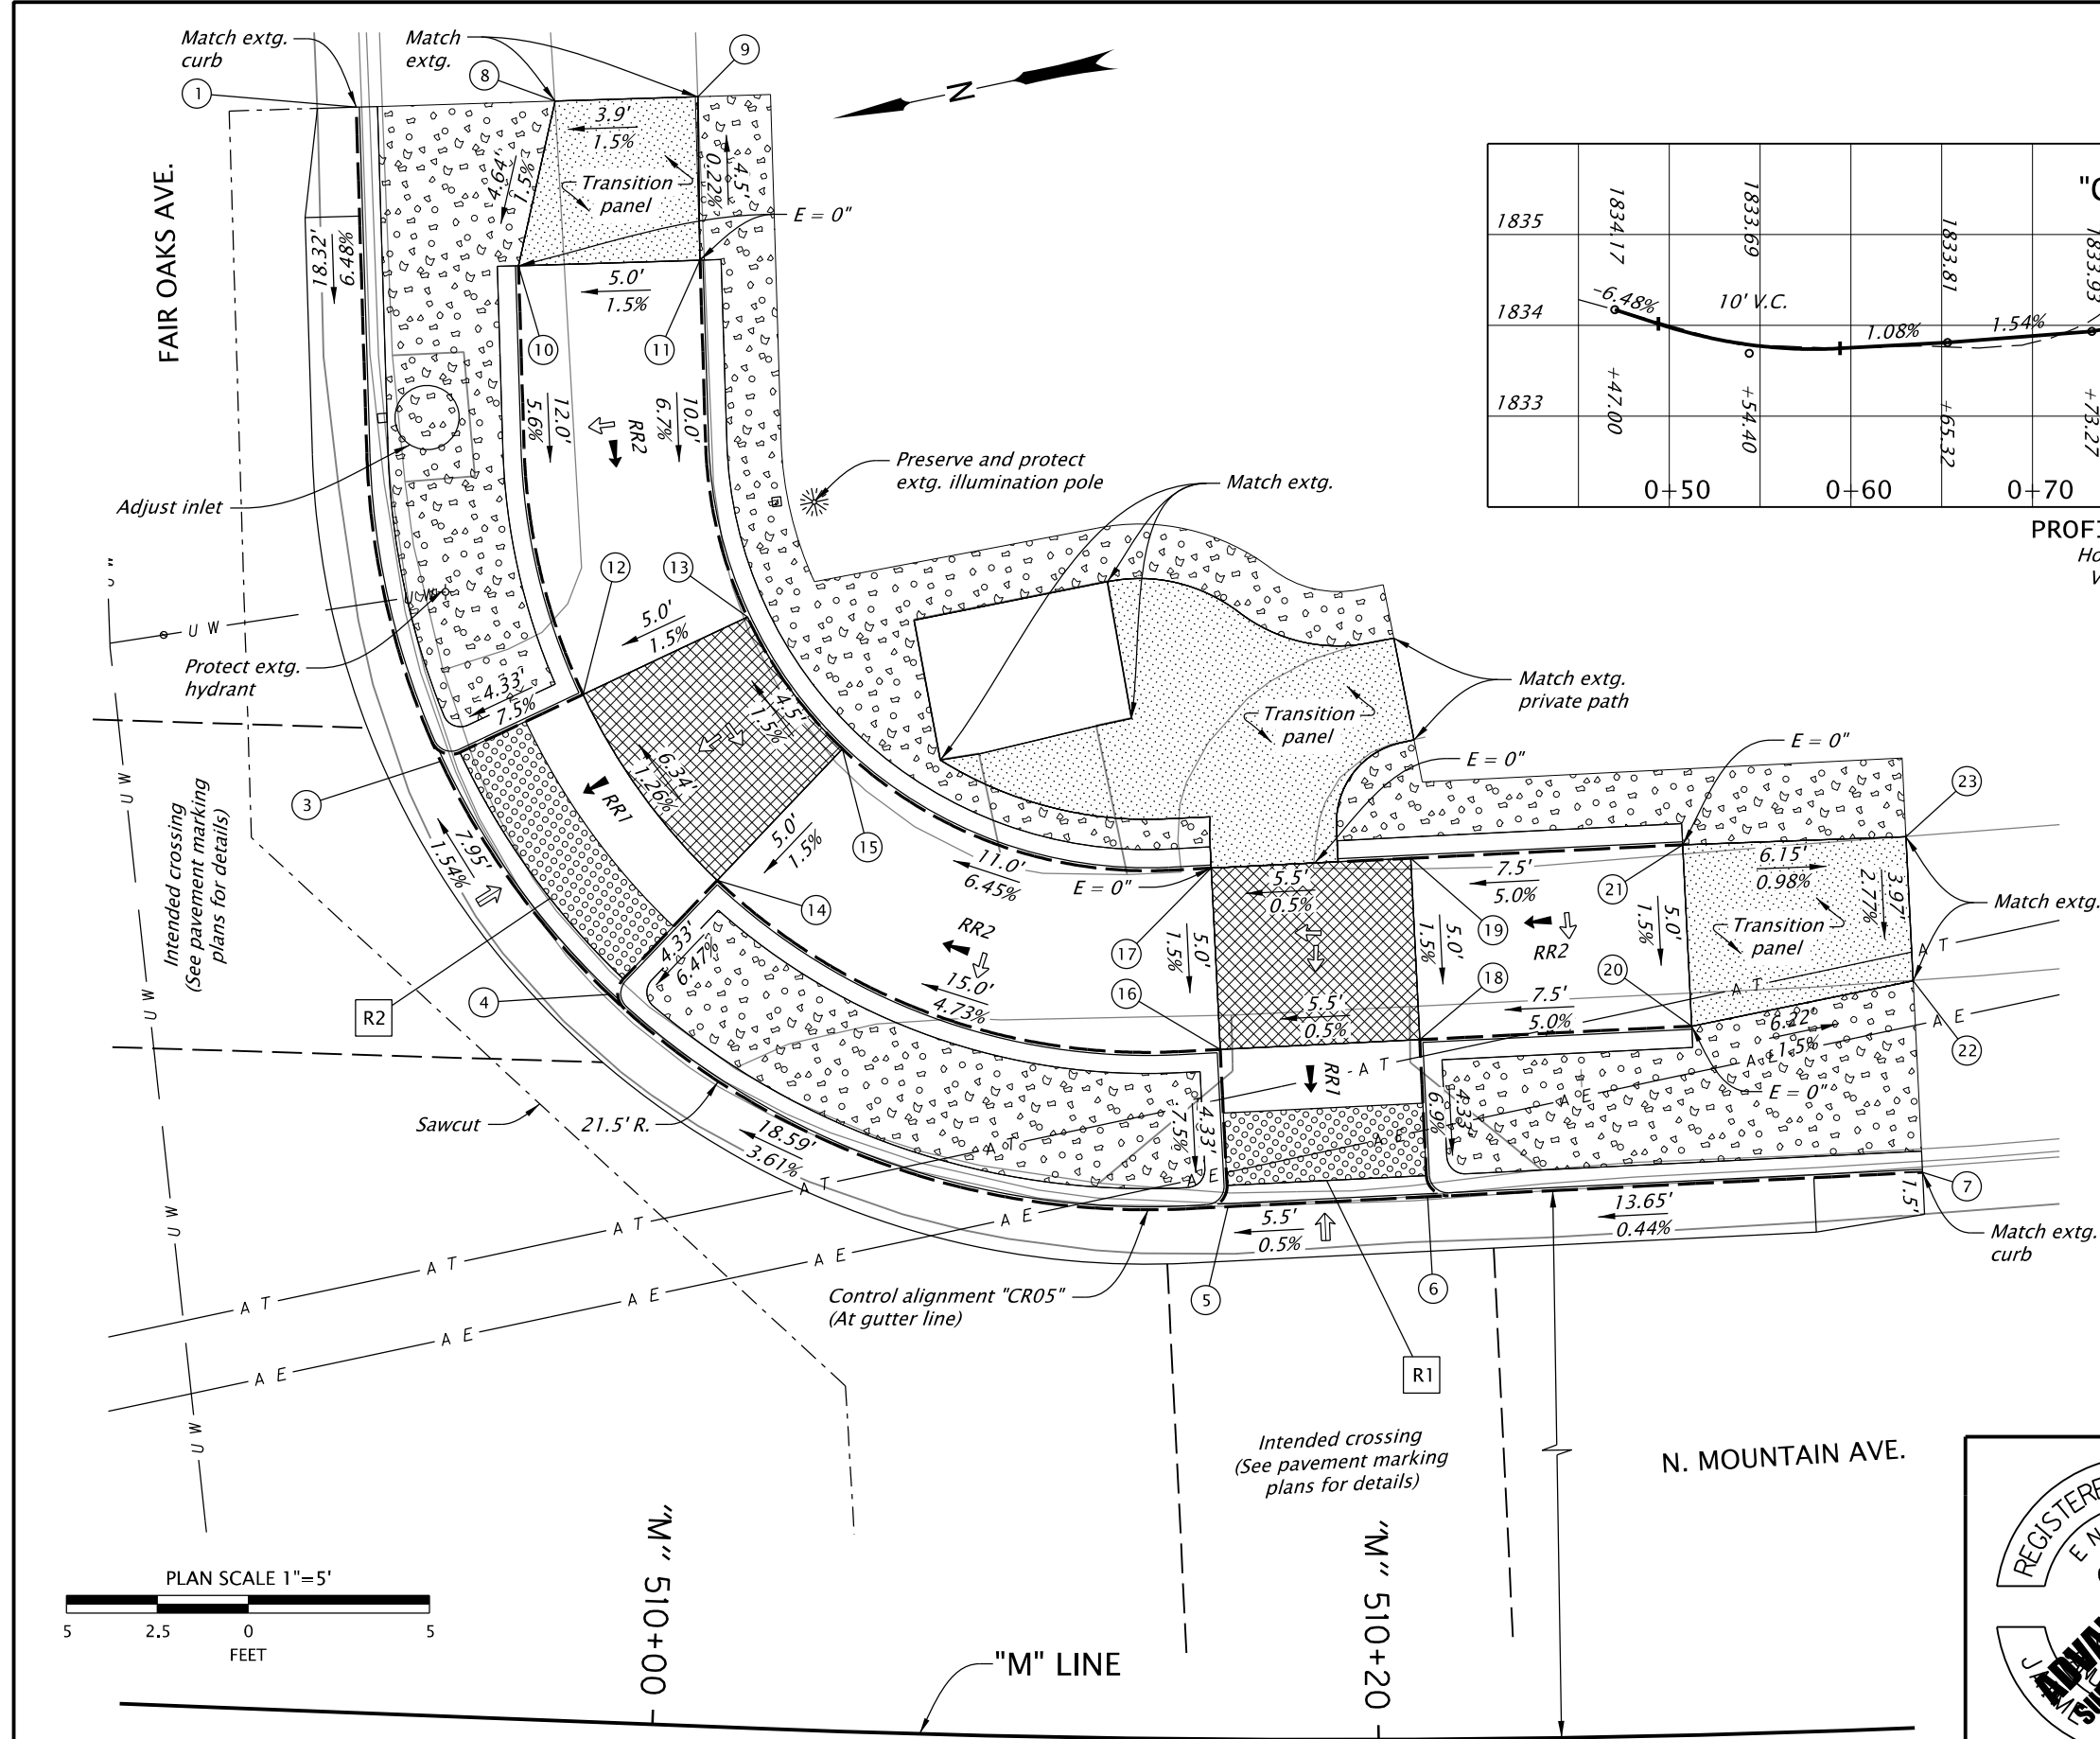 Match extg.
curb
1
Match
extg.
8
9
N
FAIR OAKS AVE.
3.9'
1.5%
4.64'
1.5%
Transition
panel
4.5'
0.22%
E = 0"
18.32'
6.48%
5.0'
1.5%
10
11
12.0'
5.6%
RR2
10.0'
6.7%
Adjust inlet
Preserve and protect
extg. illumination pole
Match extg.
U W
U W
Protect extg.
hydrant
12
13
5.0'
1.5%
4.33'
7.5%
4.5'
1.5%
6.34'
1.26%
RR1
5.0'
1.5%
15
14
3
7.95'
1.54%
Intended crossing
(See pavement marking
plans for details)
R2
4
4.33'
6.47%
Sawcut
21.5' R.
18.59'
3.61%
Transition
panel
Match extg.
private path
E = 0"
E = 0"
11.0'
6.45%
E = 0"
17
16
RR2
15.0'
4.73%
5.0'
1.5%
5.5'
0.5%
5.5'
0.5%
5.0'
1.5%
19
18
7.5'
5.0%
RR2
7.5'
5.0%
21
20
5.0'
1.5%
6.15'
0.98%
3.97'
2.77%
Transition
panel
23
Match extg.
22
6.22'
1.5%
E = 0"
RR1
4.33'
7.5%
4.33'
6.9%
5.5'
0.5%
13.65'
0.44%
1.5'
7
Match extg.
curb
5
6
Control alignment "CR05"
(At gutter line)
R1
Intended crossing
(See pavement marking
plans for details)
N. MOUNTAIN AVE.
U W
U W
U W
U W
A T
A T
A T
A T
A T
A T
A T
A T
A E
A E
A E
A E
A E
A E
A E
A E
A E
A E
PLAN SCALE 1"=5'
5 2.5 0 5
FEET
"M" 510+00
"M" 510+20
"M" LINE
1835
1834
1833
1834.17
1833.69
1833.81
1833.93
-6.48%
10' V.C.
1.08%
1.54%
+47.00
+54.40
+65.32
+73.27
0+50
0+60
0+70